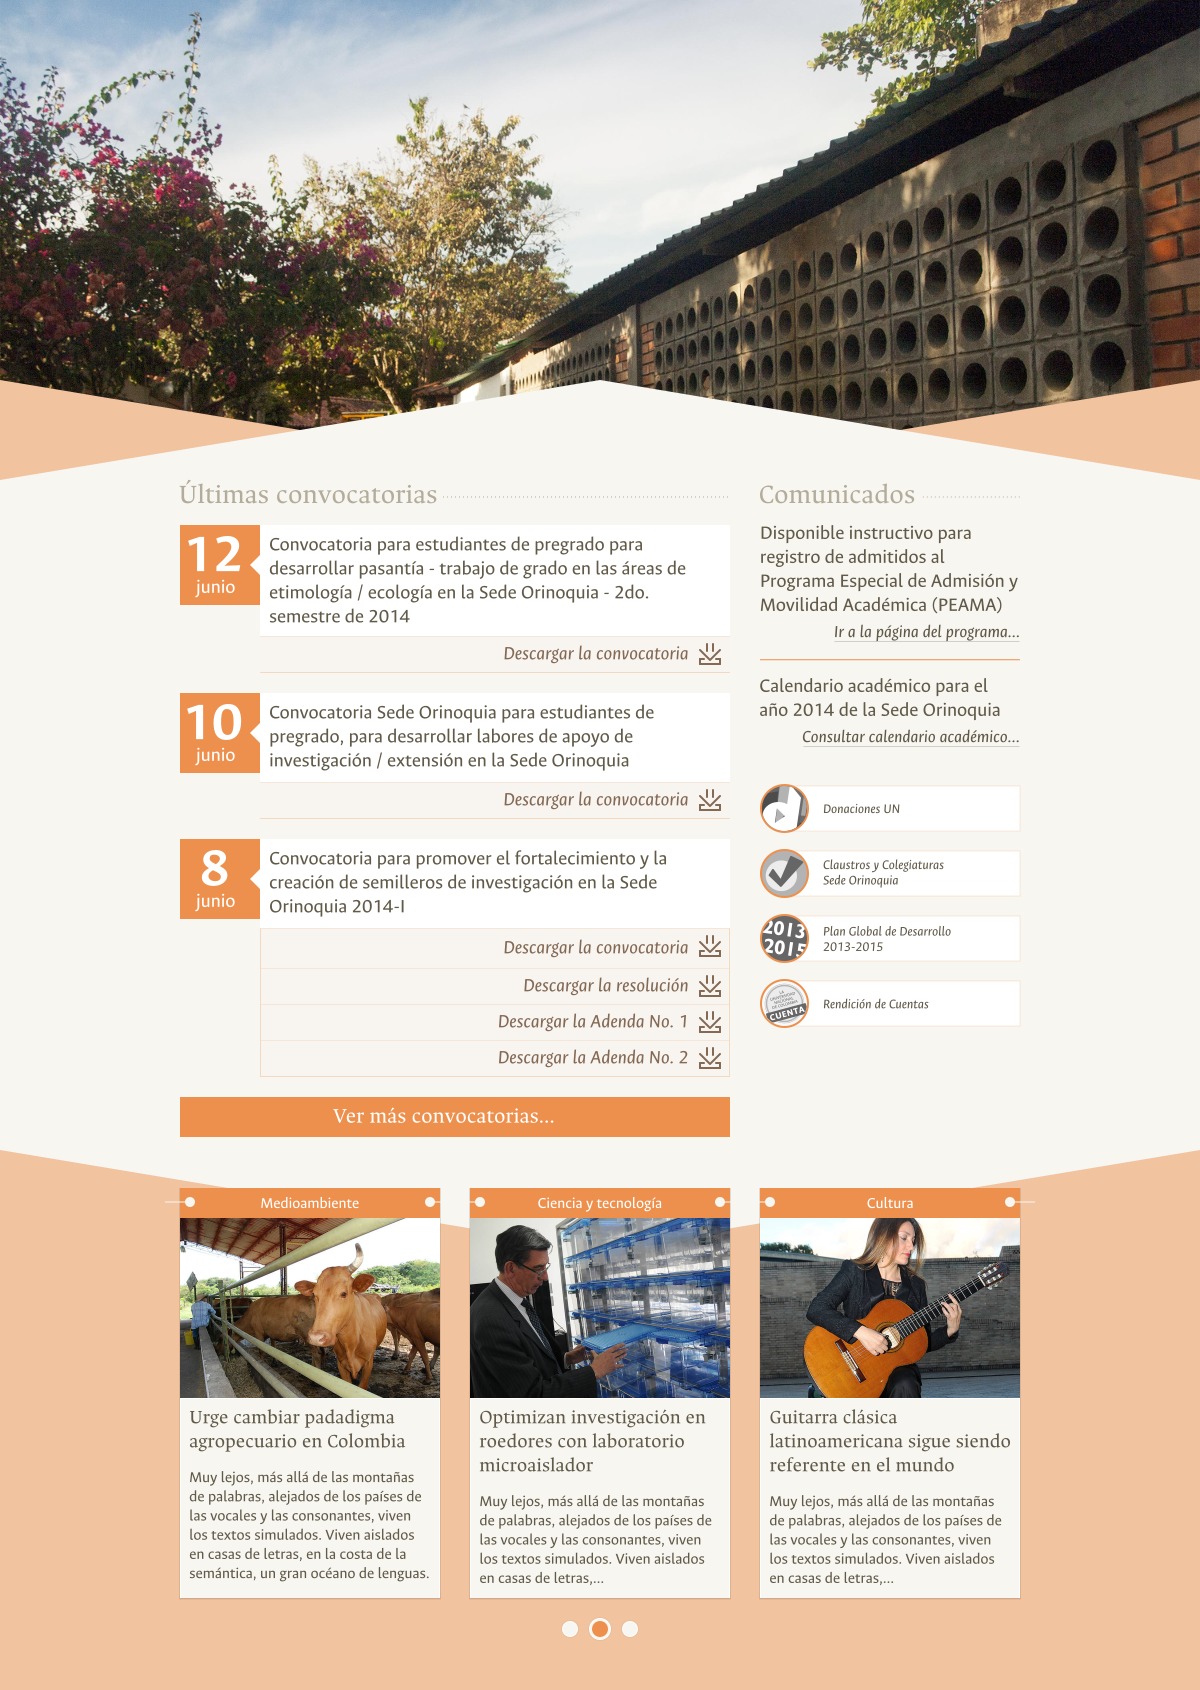 Últimas convocatorias
12
junio
Convocatoria para estudiantes de pregrado para
desarrollar pasantía - trabajo de grado en las áreas de
etimología / ecología en la Sede Orinoquia - 2do.
semestre de 2014
Descargar la convocatoria
10
junio
Convocatoria Sede Orinoquia para estudiantes de
pregrado, para desarrollar labores de apoyo de
investigación / extensión en la Sede Orinoquia
Descargar la convocatoria
8
junio
Convocatoria para promover el fortalecimiento y la
creación de semilleros de investigación en la Sede
Orinoquia 2014-I
Descargar la convocatoria
Descargar la resolución
Descargar la Adenda No. 1
Descargar la Adenda No. 2
Ver más convocatorias...
Comunicados
Disponible instructivo para
registro de admitidos al
Programa Especial de Admisión y
Movilidad Académica (PEAMA)
Ir a la página del programa...
Calendario académico para el
año 2014 de la Sede Orinoquia
Consultar calendario académico...
Donaciones UN
Claustros y Colegiaturas
Sede Orinoquia
2013
2015
Plan Global de Desarrollo
2013-2015
LA
UNIVERSIDAD
NACIONAL
DE COLOMBIA
CUENTA
Rendición de Cuentas
Medioambiente
Urge cambiar padadigma
agropecuario en Colombia
Muy lejos, más allá de las montañas
de palabras, alejados de los países de
las vocales y las consonantes, viven
los textos simulados. Viven aislados
en casas de letras, en la costa de la
semántica, un gran océano de lenguas.
Ciencia y tecnología
Optimizan investigación en
roedores con laboratorio
microaislador
Muy lejos, más allá de las montañas
de palabras, alejados de los países de
las vocales y las consonantes, viven
los textos simulados. Viven aislados
en casas de letras,...
Cultura
Guitarra clásica
latinoamericana sigue siendo
referente en el mundo
Muy lejos, más allá de las montañas
de palabras, alejados de los países de
las vocales y las consonantes, viven
los textos simulados. Viven aislados
en casas de letras,...